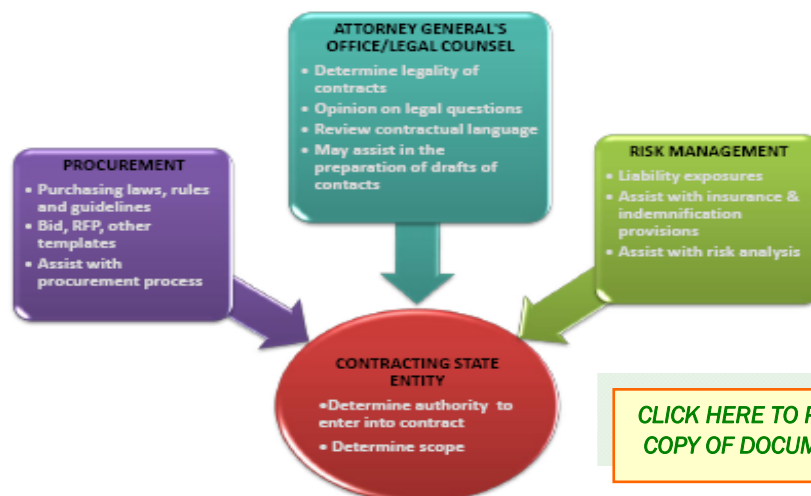 ATTORNEY GENERAL'S
OFFICE/LEGAL COUNSEL
• Determine legality of
contracts
• Opinion on legal questions
• Review contractual language
• May assist in the
preparation of drafts of
contacts
PROCUREMENT
• Purchasing laws, rules
and guidelines
• Bid, RFP, other
templates
• Assist with
procurement process
RISK MANAGEMENT
• Liability exposures
• Assist with insurance &
indemnification
provisions
• Assist with risk analysis
CONTRACTING STATE
ENTITY
•Determine authority to
enter into contract
• Determine scope
CLICK HERE TO
COPY OF